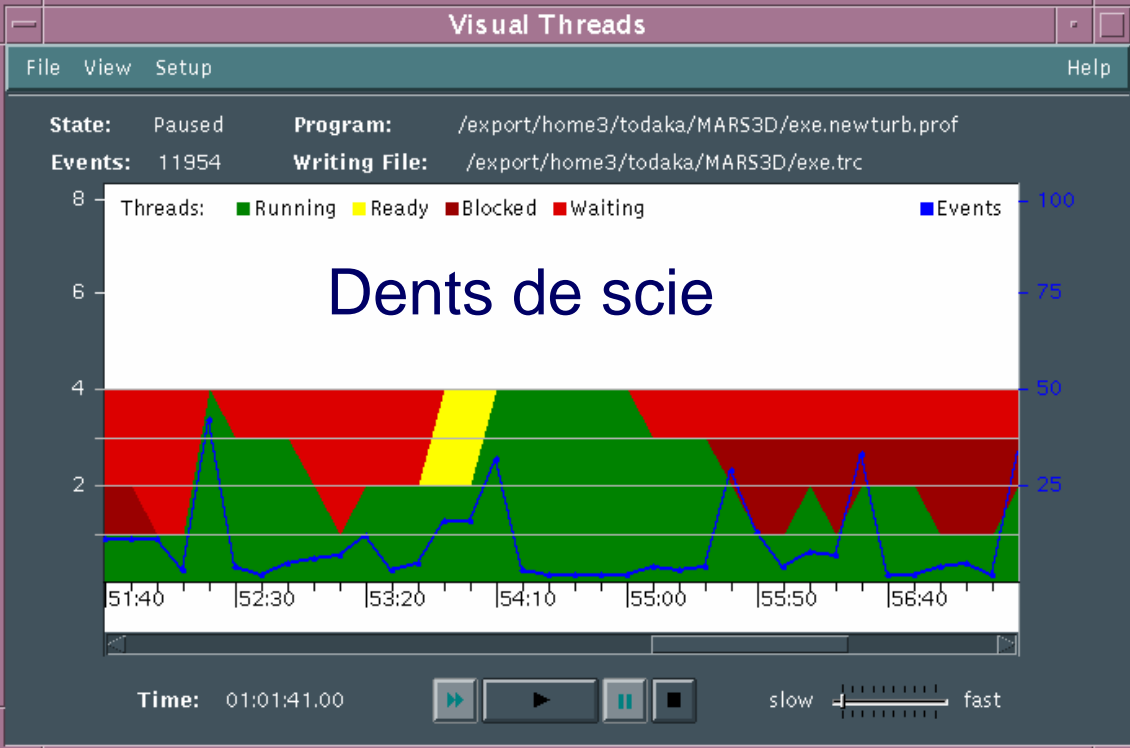 Visual Threads
File View Setup Help
State: Paused Program: /export/home3/todaka/MARS3D/exe.newturb.prof
Events: 11954 Writing File: /export/home3/todaka/MARS3D/exe.trc
8 Threads: Running Ready Blocked Waiting Events 100
Dents de scie
6 75
4 50
2 25
51:40 52:30 53:20 54:10 55:00 55:50 56:40
Time: 01:01:41.00 slow fast